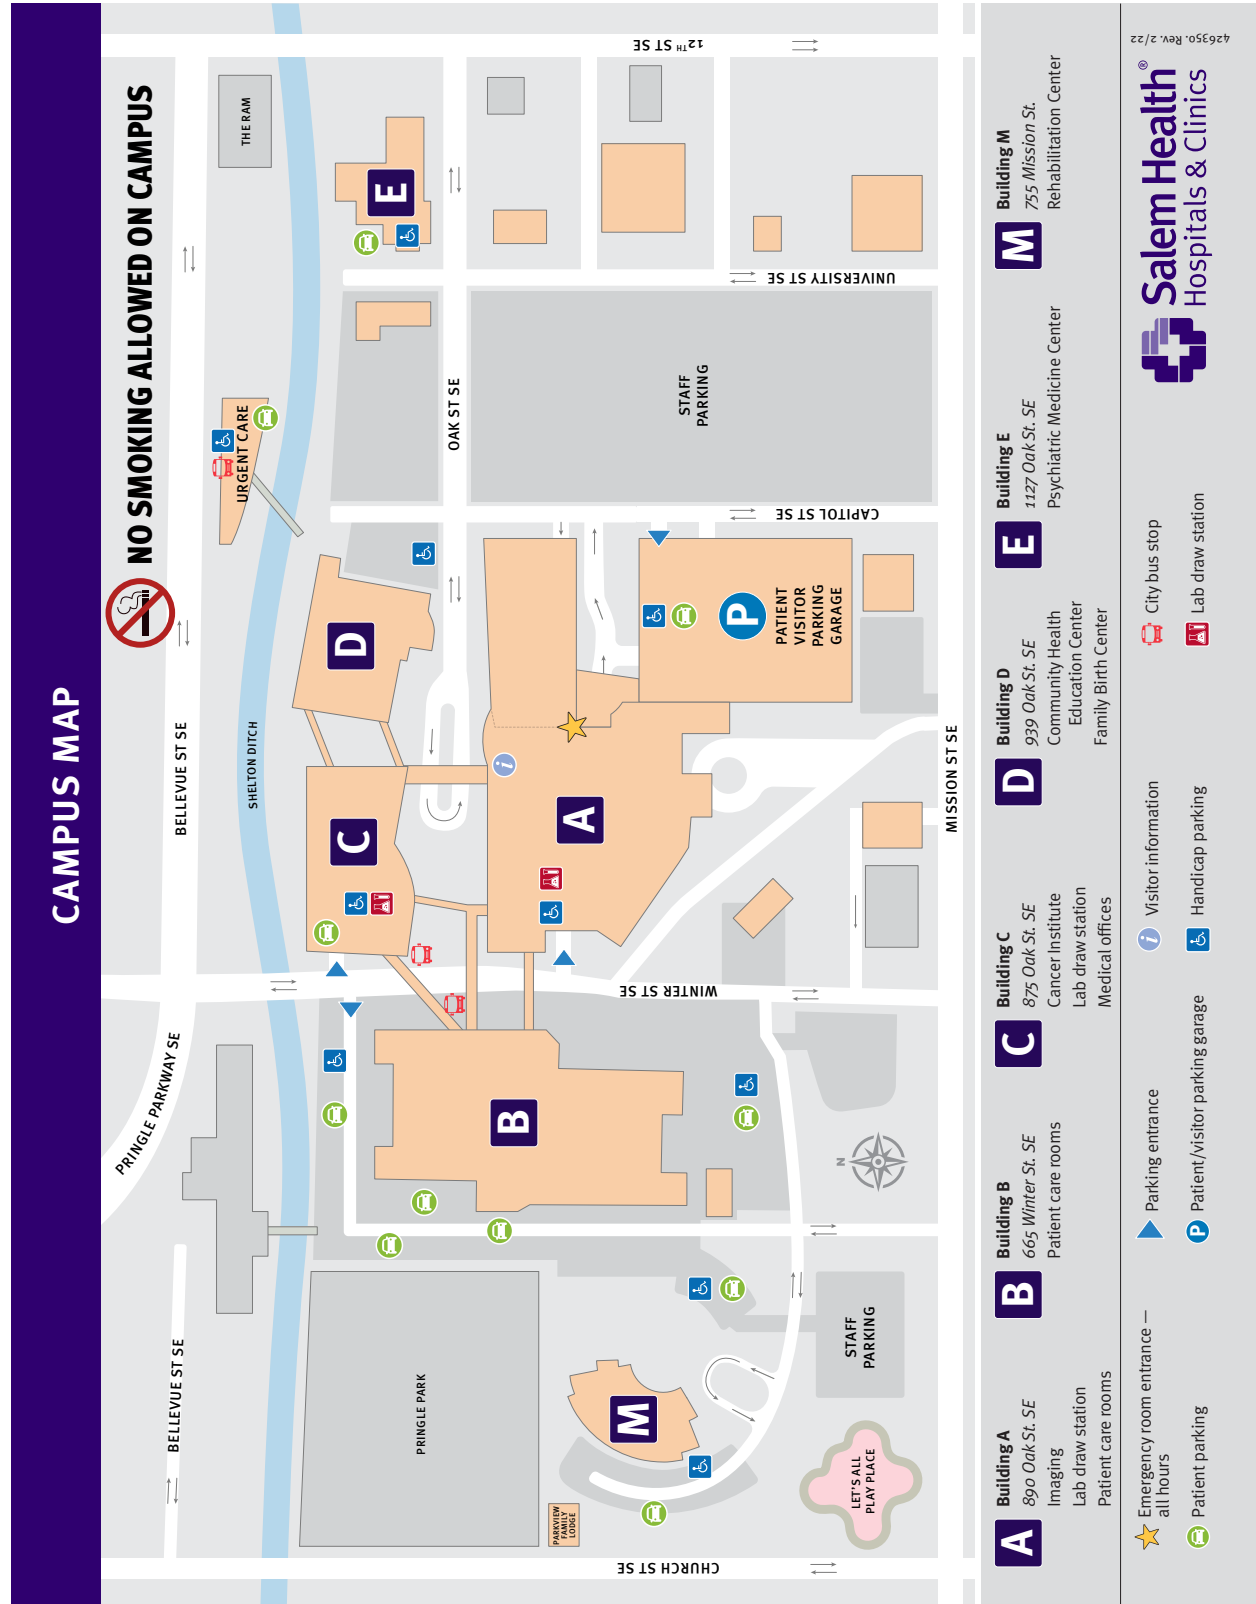 CAMPUS MAP
NO SMOKING ALLOWED ON CAMPUS
BELLEVUE ST SE
PRINGLE PARKWAY SE
BELLEVUE ST SE
THE RAM
URGENT CARE
SHELTON DITCH
12TH ST SE
E
D
C
OAK ST SE
UNIVERSITY ST SE
STAFF
PARKING
CAPITOL ST SE
P
PATIENT
VISITOR
PARKING
GARAGE
i
A
WINTER ST SE
MISSION ST SE
B
N
PRINGLE PARK
M
STAFF
PARKING
PARKVIEW
FAMILY
LODGE
LET'S ALL
PLAY PLACE
CHURCH ST SE
A
Building A
890 Oak St. SE
Imaging
Lab draw station
Patient care rooms
B
Building B
665 Winter St. SE
Patient care rooms
C
Building C
875 Oak St. SE
Cancer Institute
Lab draw station
Medical offices
D
Building D
939 Oak St. SE
Community Health
Education Center
Family Birth Center
E
Building E
1127 Oak St. SE
Psychiatric Medicine Center
M
Building M
755 Mission St.
Rehabilitation Center
Emergency room entrance —
all hours
Parking entrance
i Visitor information
City bus stop
Patient parking
P Patient/visitor parking garage
Handicap parking
Lab draw station
Salem Health®
Hospitals & Clinics
426350. Rev. 2/22